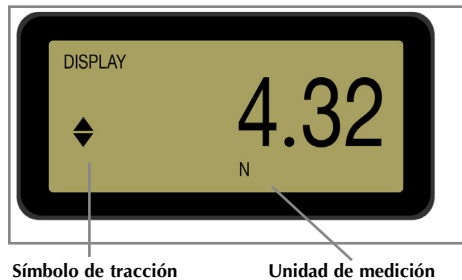 DISPLAY
4.32
N
Símbolo de tracción
Unidad de medición